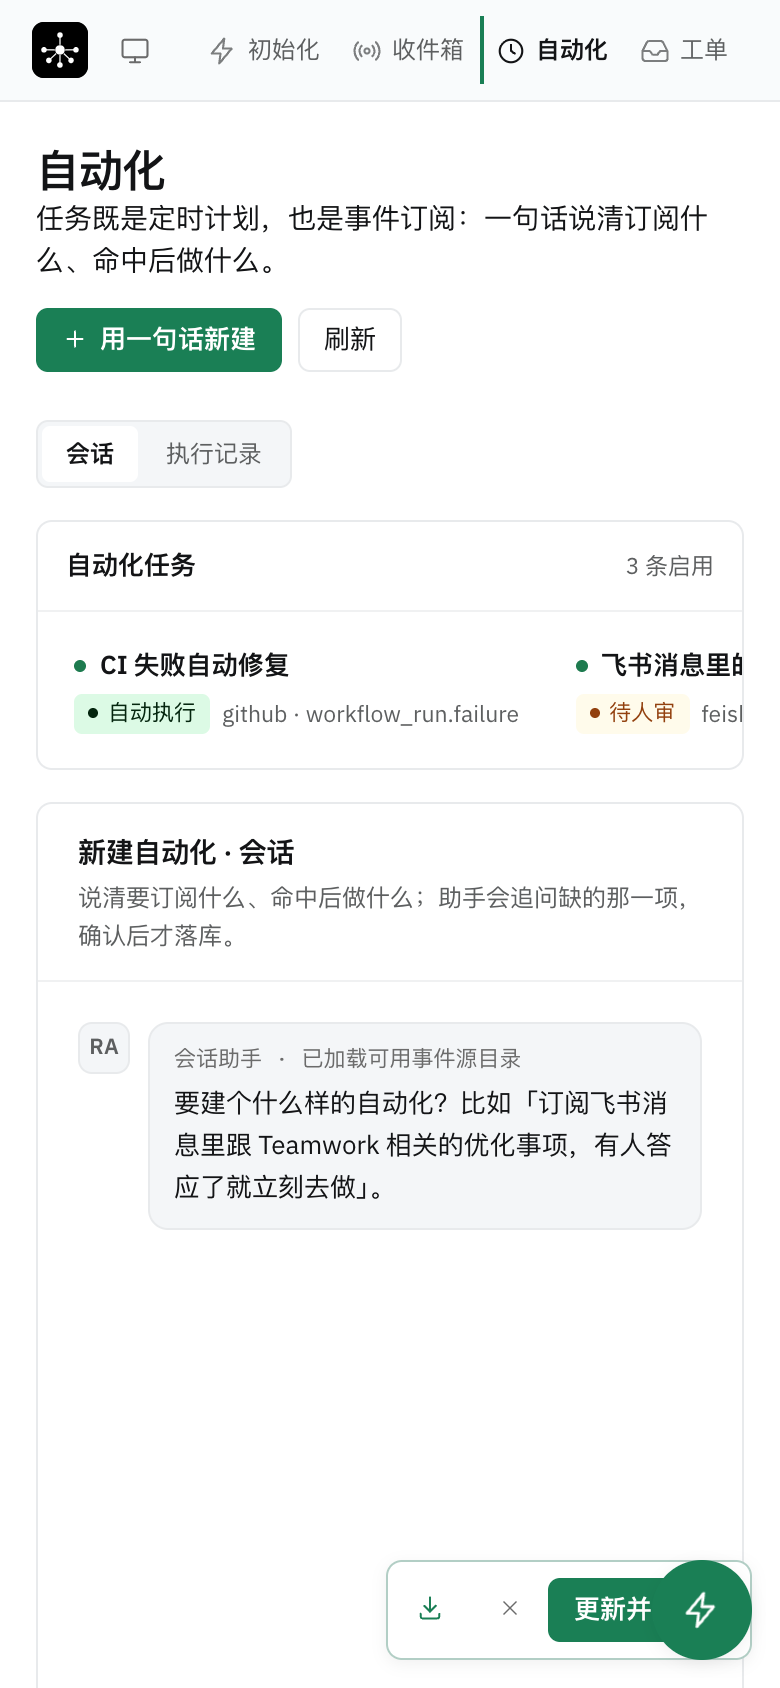 初始化
收件箱
自动化
工单
自动化
任务既是定时计划，也是事件订阅：一句话说清订阅什
么、命中后做什么。
+ 用一句话新建
刷新
会话
执行记录
自动化任务
3 条启用
CI 失败自动修复
飞书消息里
自动执行
github · workflow_run.failure
待人审
feis
新建自动化 · 会话
说清要订阅什么、命中后做什么；助手会追问缺的那一项，
确认后才落库。
RA
会话助手 · 已加载可用事件源目录
要建个什么样的自动化？比如「订阅飞书消
息里跟 Teamwork 相关的优化事项，有人答
应了就立刻去做」。
更新并